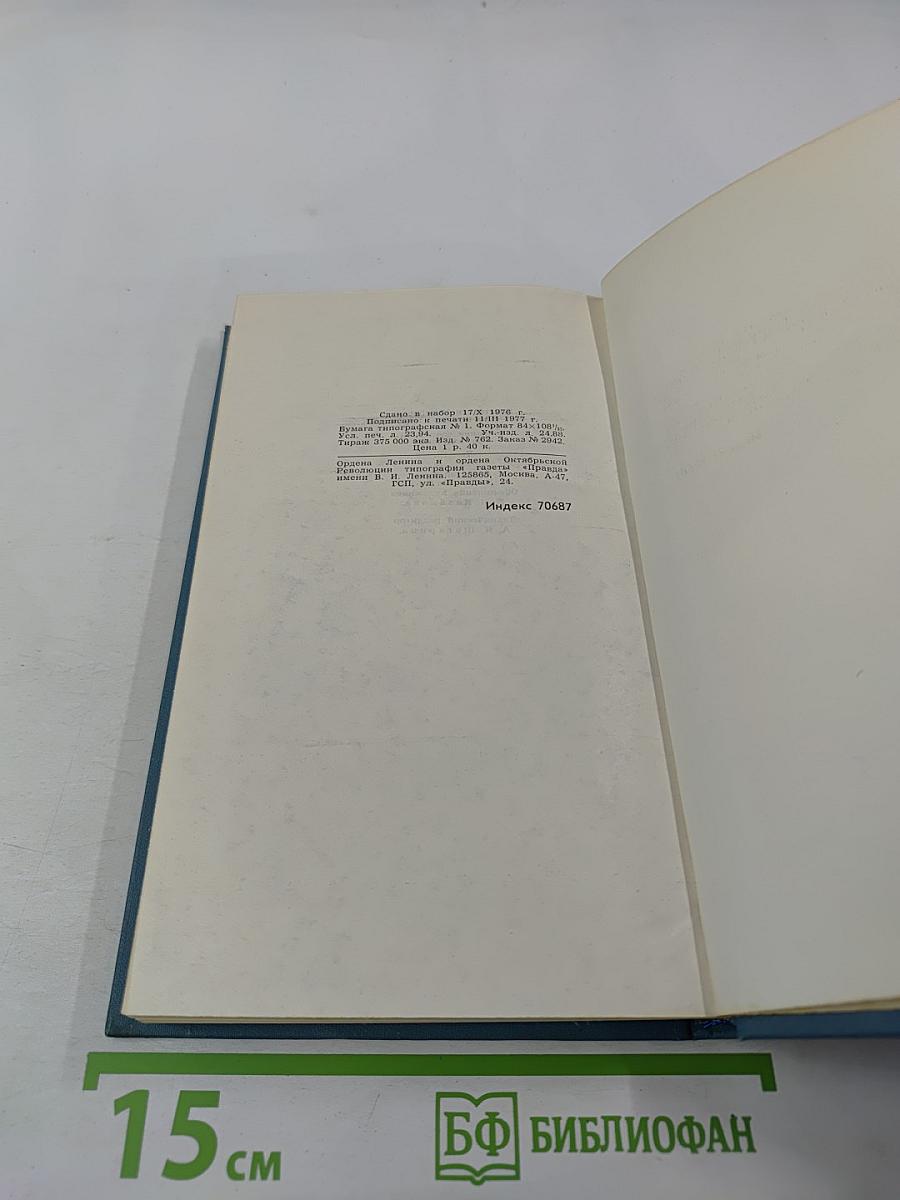 Сдано в набор 17/X 1976 г.
Подписано к печати 11/III 1977 г.
Бумага типографская № 1. Формат 84×108¹/₃₂.
Усл. печ. л. 23,94. Уч.-изд. л. 24,88.
Тираж 375 000 экз. Изд. № 762. Заказ № 2942.
Цена 1 р. 40 к.
Ордена Ленина и ордена Октябрьской
Революции типография газеты «Правда»
имени В. И. Ленина. 125865, Москва, А-47,
ГСП, ул. «Правды», 24.
Индекс 70687
15 см
БФ БИБЛИОФАН